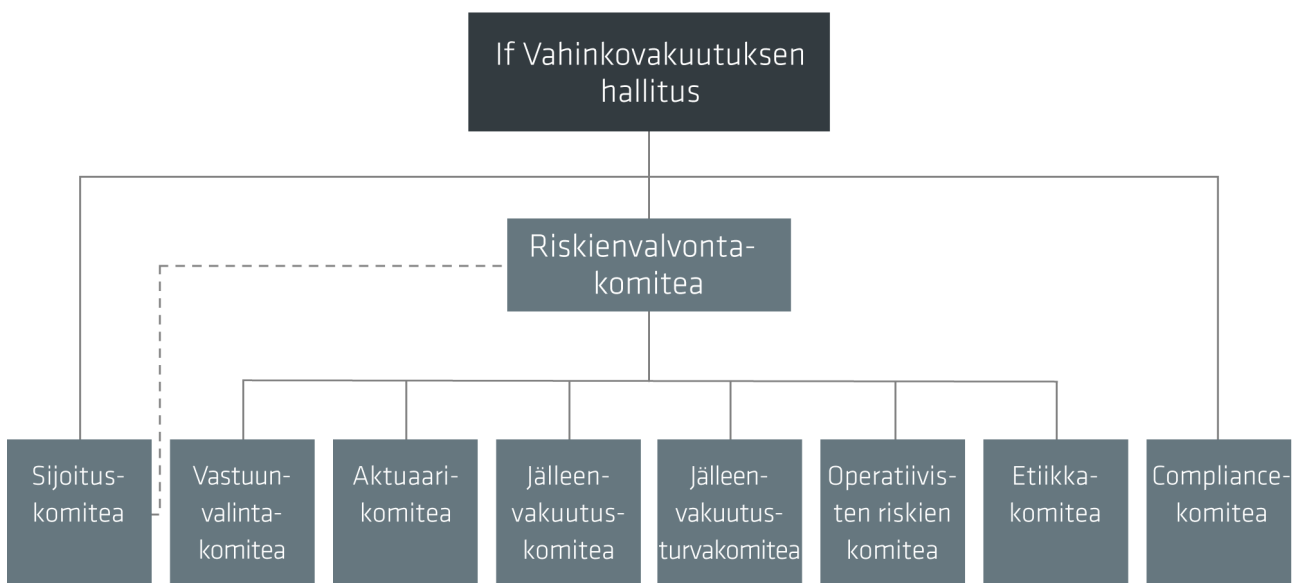 If Vahinkovakuutuksen
hallitus
Riskienvalvonta-
komitea
Sijoitus-
komitea
Vastuun-
valinta-
komitea
Aktuaari-
komitea
Jälleen-
vakuutus-
komitea
Jälleen-
vakuutus-
turvakomitea
Operatiivis-
ten riskien
komitea
Etiikka-
komitea
Compliance-
komitea